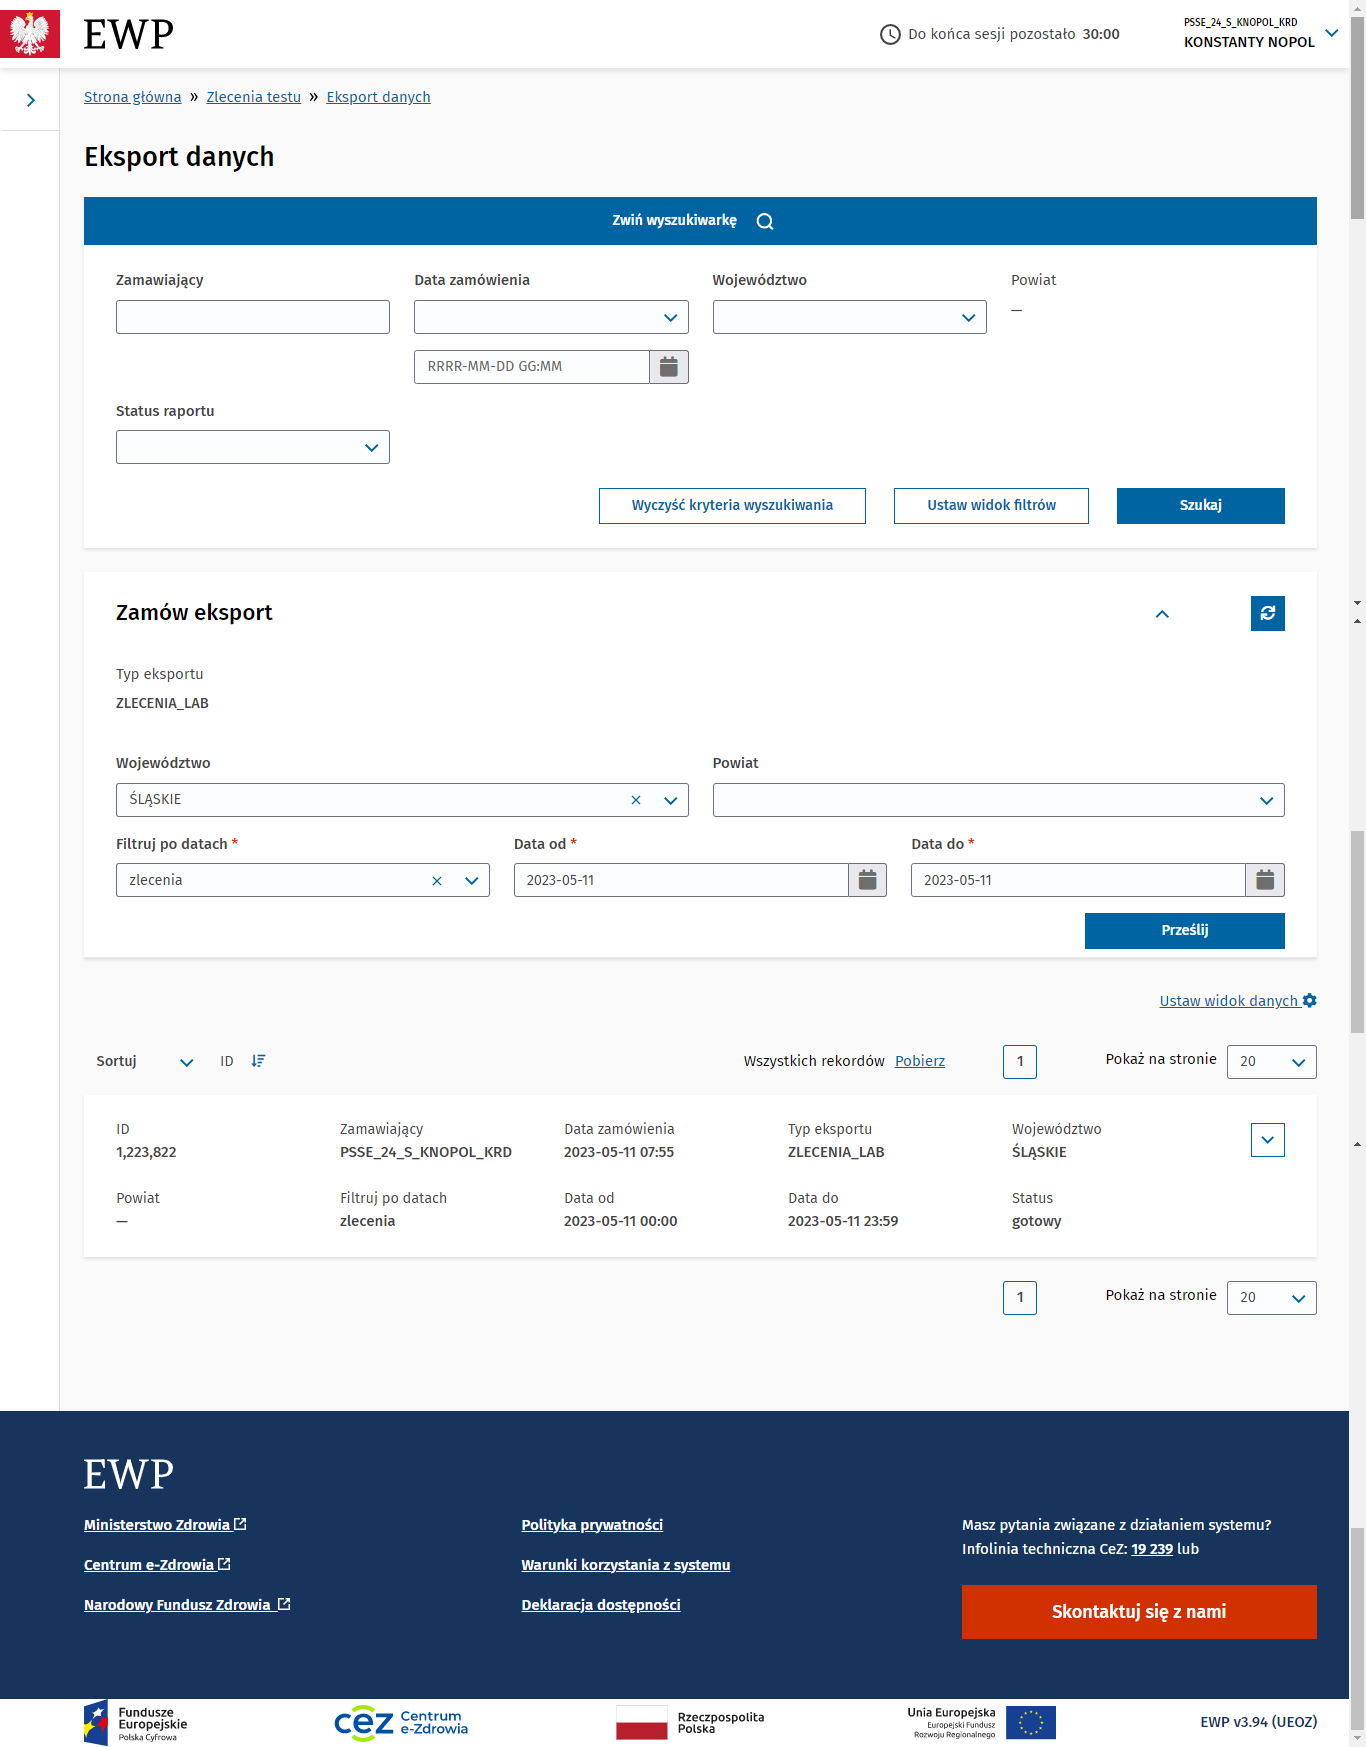 EWP
Do końca sesji pozostało 30:00
PSSE_24_S_KNOPOL_KRD
KONSTANTY NOPOL
Strona główna » Zlecenia testu » Eksport danych
Eksport danych
Zwiń wyszukiwarkę
Zamawiający Data zamówienia Województwo Powiat
—
RRRR-MM-DD GG:MM
Status raportu
Wyczyść kryteria wyszukiwania Ustaw widok filtrów Szukaj
Zamów eksport
Typ eksportu
ZLECENIA_LAB
Województwo Powiat
ŚLĄSKIE
Filtruj po datach * Data od * Data do *
zlecenia 2023-05-11 2023-05-11
Prześlij
Ustaw widok danych
Sortuj ID Wszystkich rekordów Pobierz 1 Pokaż na stronie 20
ID Zamawiający Data zamówienia Typ eksportu Województwo
1,223,822 PSSE_24_S_KNOPOL_KRD 2023-05-11 07:55 ZLECENIA_LAB ŚLĄSKIE
Powiat Filtruj po datach Data od Data do Status
— zlecenia 2023-05-11 00:00 2023-05-11 23:59 gotowy
1 Pokaż na stronie 20
EWP
Ministerstwo Zdrowia Polityka prywatności Masz pytania związane z działaniem systemu?
Infolinia techniczna CeZ: 19 239 lub
Centrum e-Zdrowia Warunki korzystania z systemu
Narodowy Fundusz Zdrowia Deklaracja dostępności
Skontaktuj się z nami
Fundusze
Europejskie
Polska Cyfrowa
cez Centrum
e-Zdrowia
Rzeczpospolita
Polska
Unia Europejska
Europejski Fundusz
Rozwoju Regionalnego
EWP v3.94 (UEOZ)